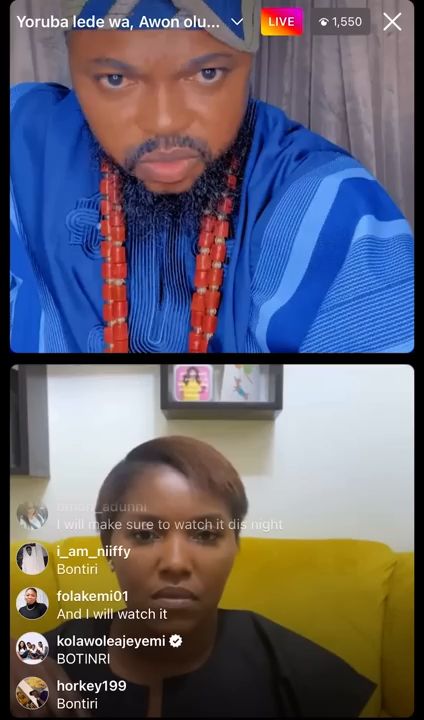 Yoruba lede wa, Awon olu...
LIVE
1,550
I will make sure to watch it dis night
i_am_niiffy
Bontiri
folakemi01
And I will watch it
kolawoleajeyemi
BOTINRI
horkey199
Bontiri